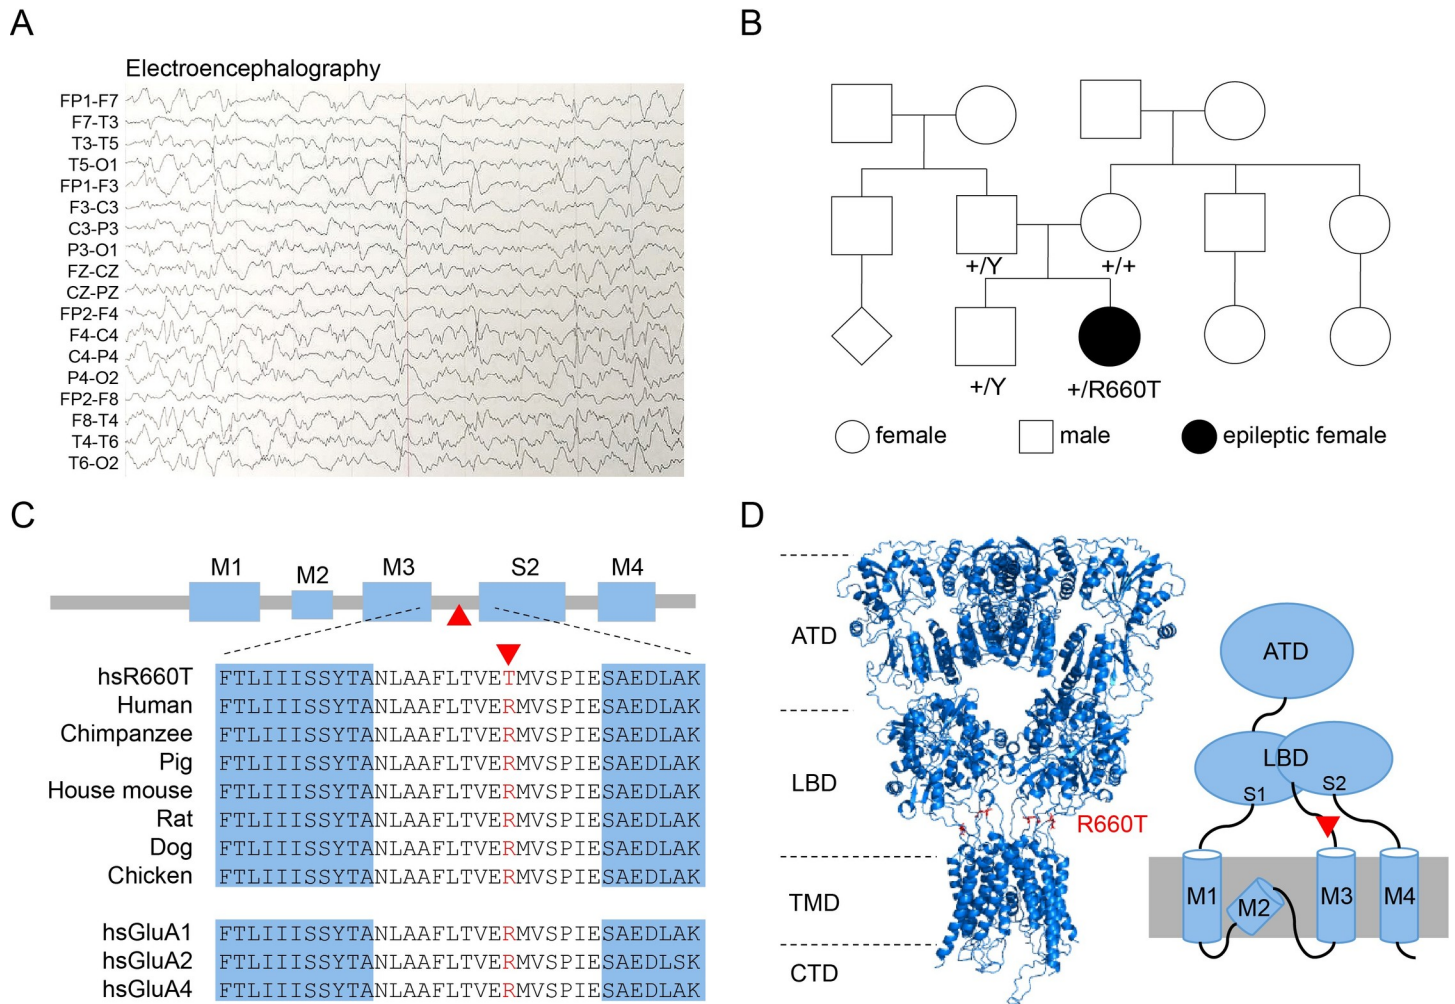 A
Electroencephalography
FP1-F7
F7-T3
T3-T5
T5-O1
FP1-F3
F3-C3
C3-P3
P3-O1
FZ-CZ
CZ-PZ
FP2-F4
F4-C4
C4-P4
P4-O2
FP2-F8
F8-T4
T4-T6
T6-O2
B
+/Y
+/+
+/Y
+/R660T
female
male
epileptic female
C
M1
M2
M3
S2
M4
hsR660T FTLIIISSYTANLAAFLTVETMVSPIESAEDLAK
Human FTLIIISSYTANLAAFLTVERMVSPIESAEDLAK
Chimpanzee FTLIIISSYTANLAAFLTVERMVSPIESAEDLAK
Pig FTLIIISSYTANLAAFLTVERMVSPIESAEDLAK
House mouse FTLIIISSYTANLAAFLTVERMVSPIESAEDLAK
Rat FTLIIISSYTANLAAFLTVERMVSPIESAEDLAK
Dog FTLIIISSYTANLAAFLTVERMVSPIESAEDLAK
Chicken FTLIIISSYTANLAAFLTVERMVSPIESAEDLAK
hsGluA1 FTLIIISSYTANLAAFLTVERMVSPIESAEDLAK
hsGluA2 FTLIIISSYTANLAAFLTVERMVSPIESAEDLSK
hsGluA4 FTLIIISSYTANLAAFLTVERMVSPIESAEDLAK
D
ATD
LBD
TMD
CTD
R660T
ATD
LBD
S1
S2
M1
M2
M3
M4